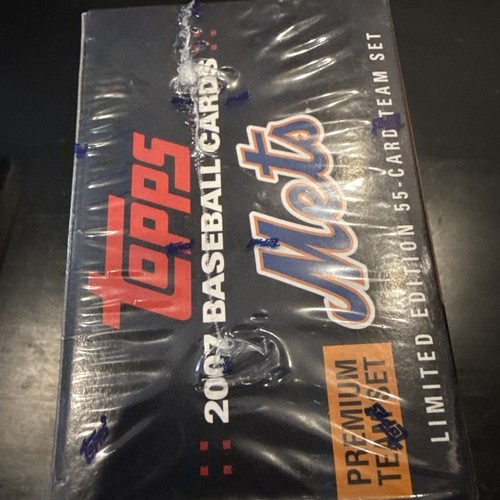 TOPPS
2007 BASEBALL CARDS
Mets
PREMIUM
TEAM SET
LIMITED EDITION 55-CARD TEAM SET